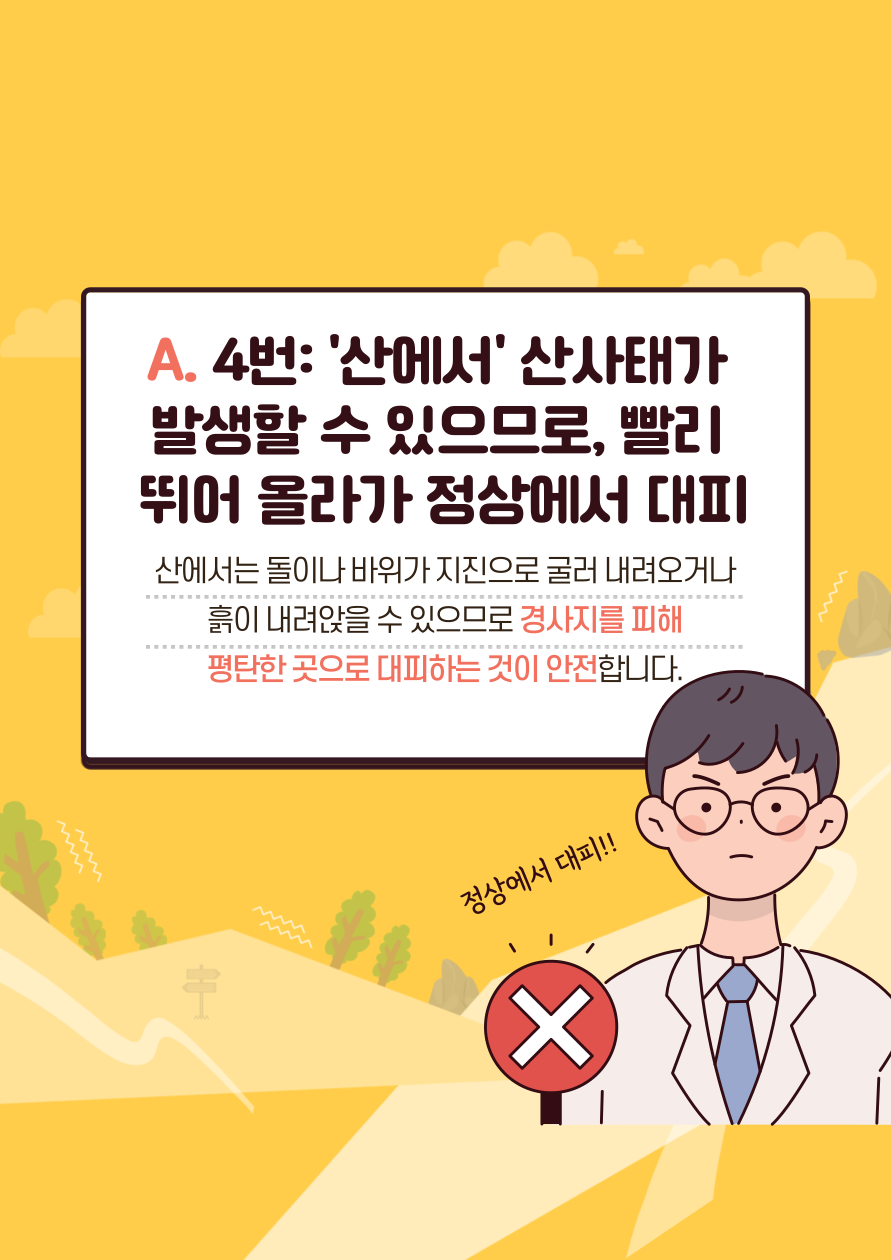 A. 4번: '산에서' 산사태가
발생할 수 있으므로, 빨리
뛰어 올라가 정상에서 대피
산에서는 돌이나 바위가 지진으로 굴러 내려오거나
흙이 내려앉을 수 있으므로 경사지를 피해
평탄한 곳으로 대피하는 것이 안전합니다.
정상에서 대피!!